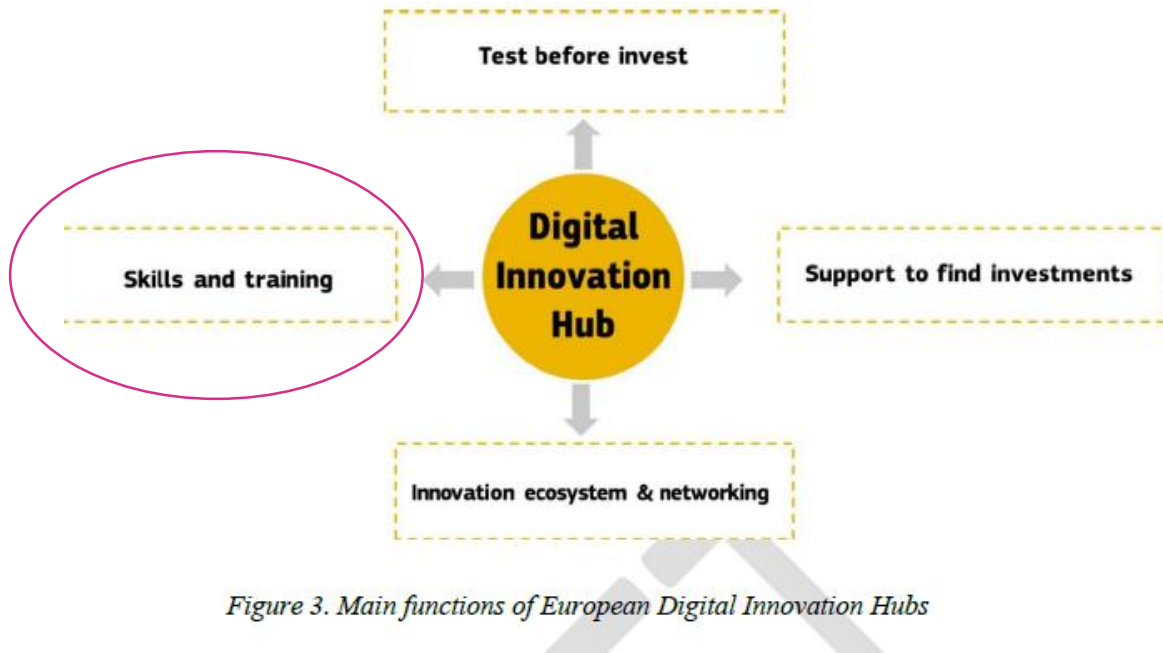 Test before invest
Digital
Innovation
Hub
Skills and training
Support to find investments
Innovation ecosystem & networking
Figure 3. Main functions of European Digital Innovation Hubs